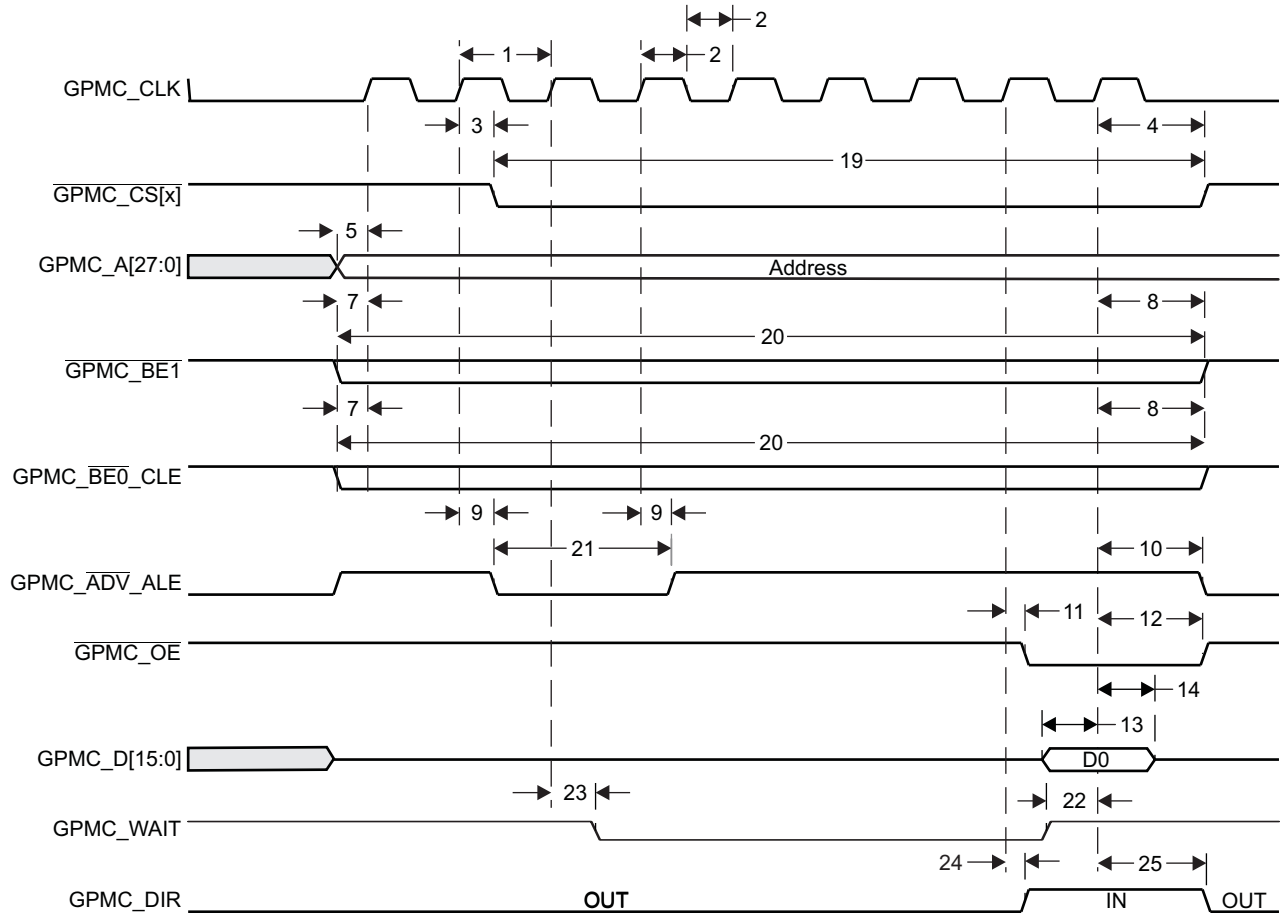 2
1
2
GPMC_CLK
3
4
19
GPMC_CS[x]
5
GPMC_A[27:0]
Address
7
8
20
GPMC_BE1
7
8
20
GPMC_BE0_CLE
9
9
21
10
GPMC_ADV_ALE
11
12
GPMC_OE
14
13
GPMC_D[15:0]
D0
23
22
GPMC_WAIT
24
25
GPMC_DIR
OUT
IN
OUT